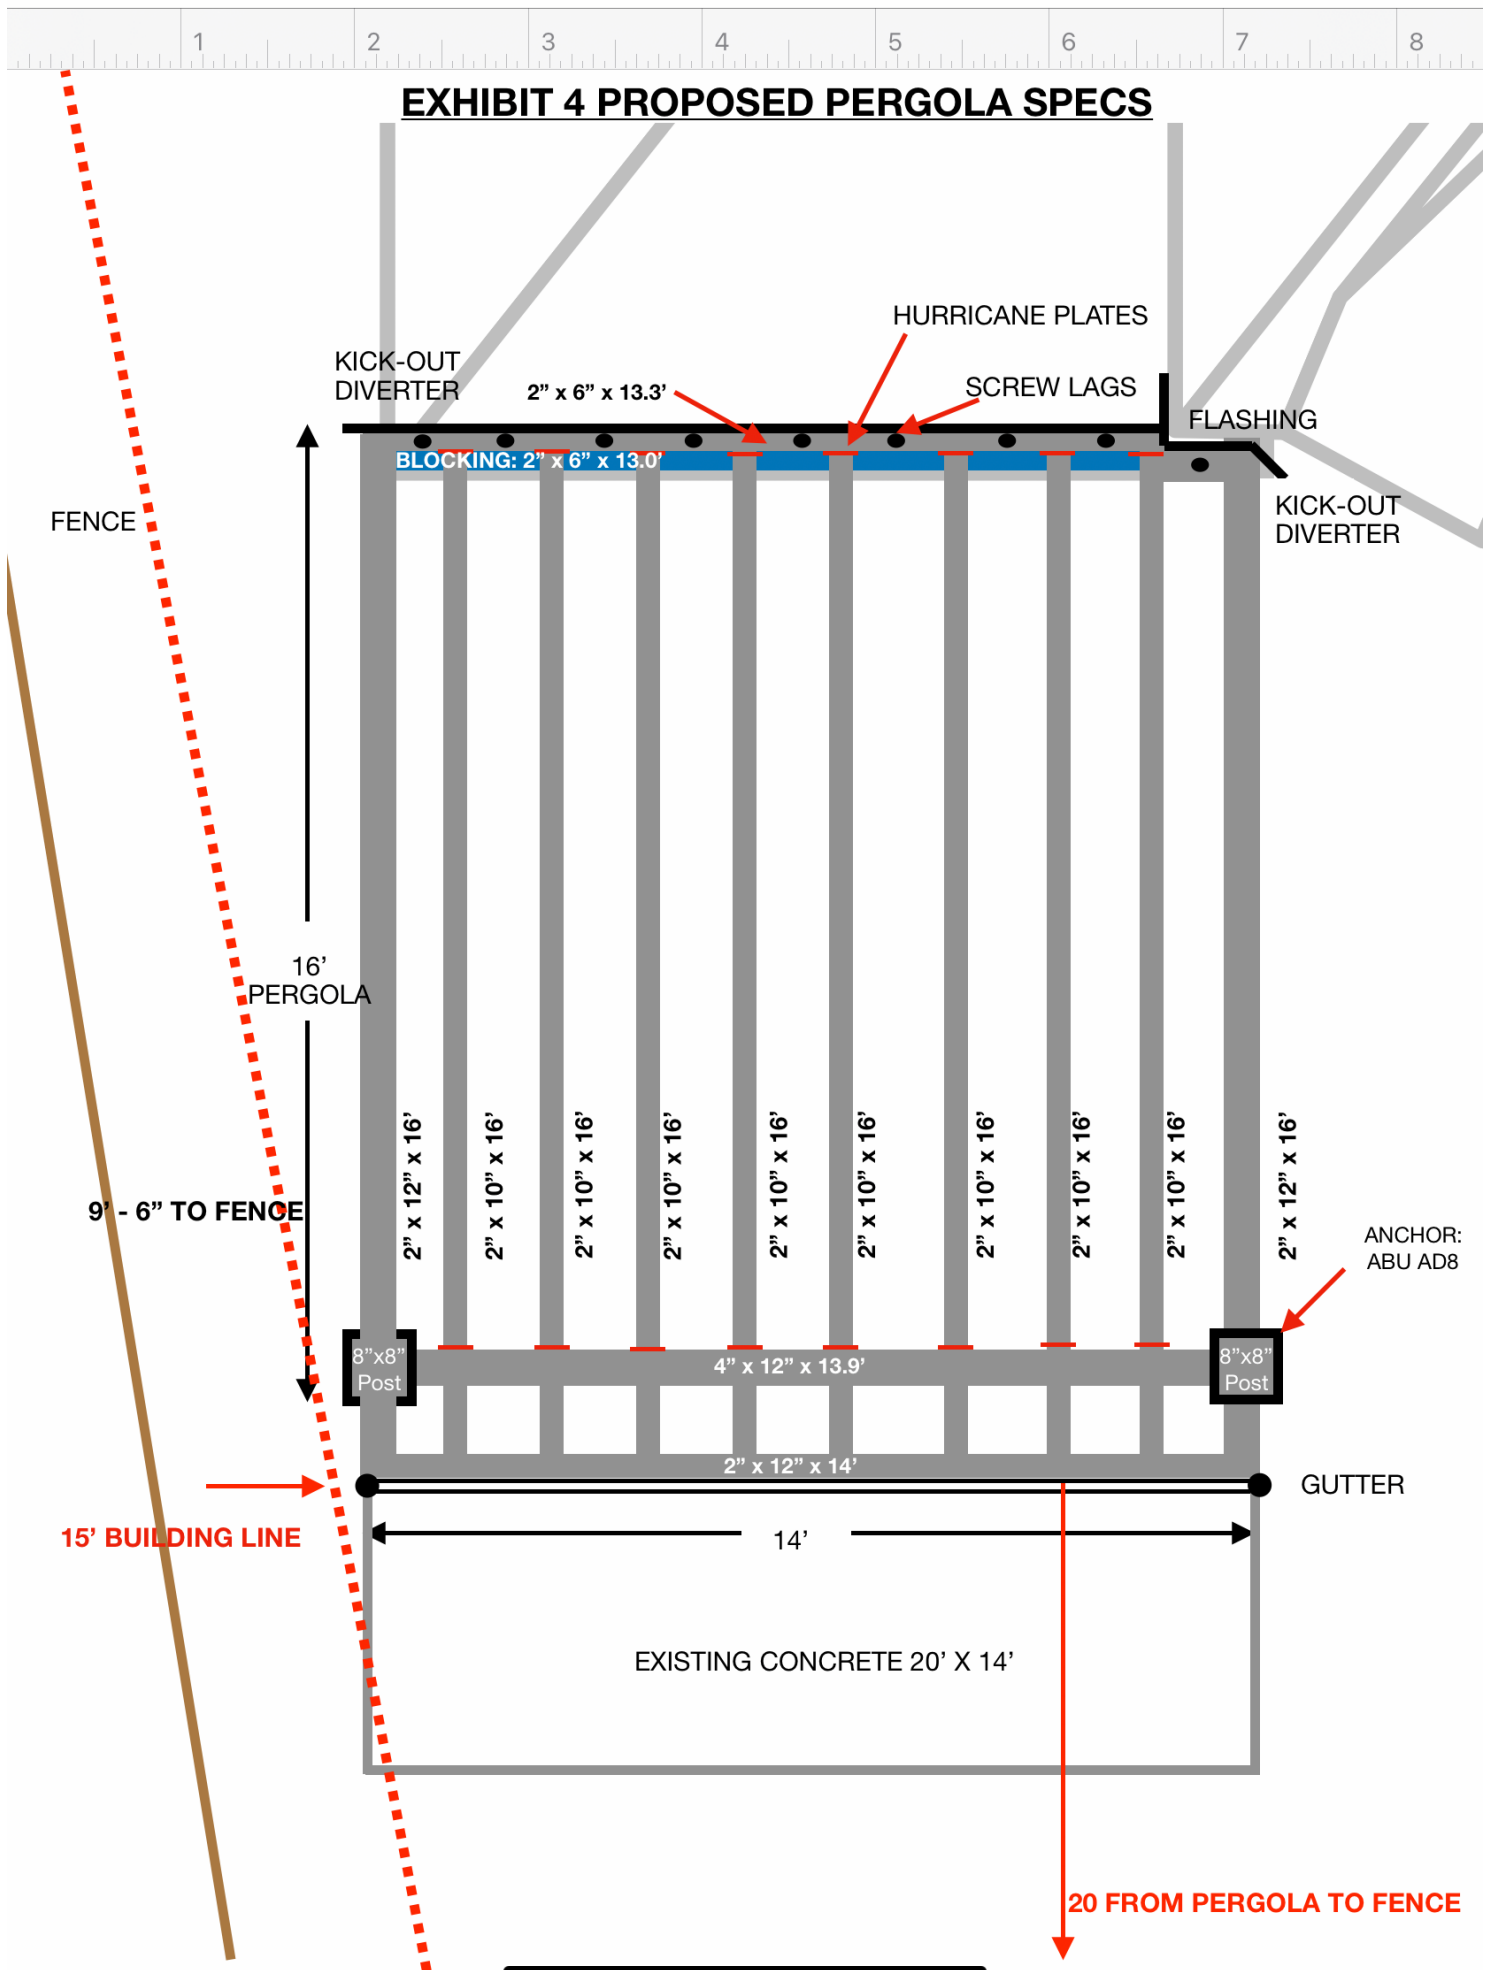 1 2 3 4 5 6 7 8
EXHIBIT 4 PROPOSED PERGOLA SPECS
HURRICANE PLATES
KICK-OUT
DIVERTER
2” x 6” x 13.3’
SCREW LAGS
FLASHING
BLOCKING: 2” x 6” x 13.0’
KICK-OUT
DIVERTER
FENCE
16’
PERGOLA
2” x 12” x 16’
2” x 10” x 16’
2” x 10” x 16’
2” x 10” x 16’
2” x 10” x 16’
2” x 10” x 16’
2” x 10” x 16’
2” x 10” x 16’
2” x 10” x 16’
2” x 12” x 16’
9’ - 6” TO FENCE
ANCHOR:
ABU AD8
8”x8”
Post
4” x 12” x 13.9’
8”x8”
Post
2” x 12” x 14’
GUTTER
15’ BUILDING LINE
14’
EXISTING CONCRETE 20’ X 14’
20 FROM PERGOLA TO FENCE